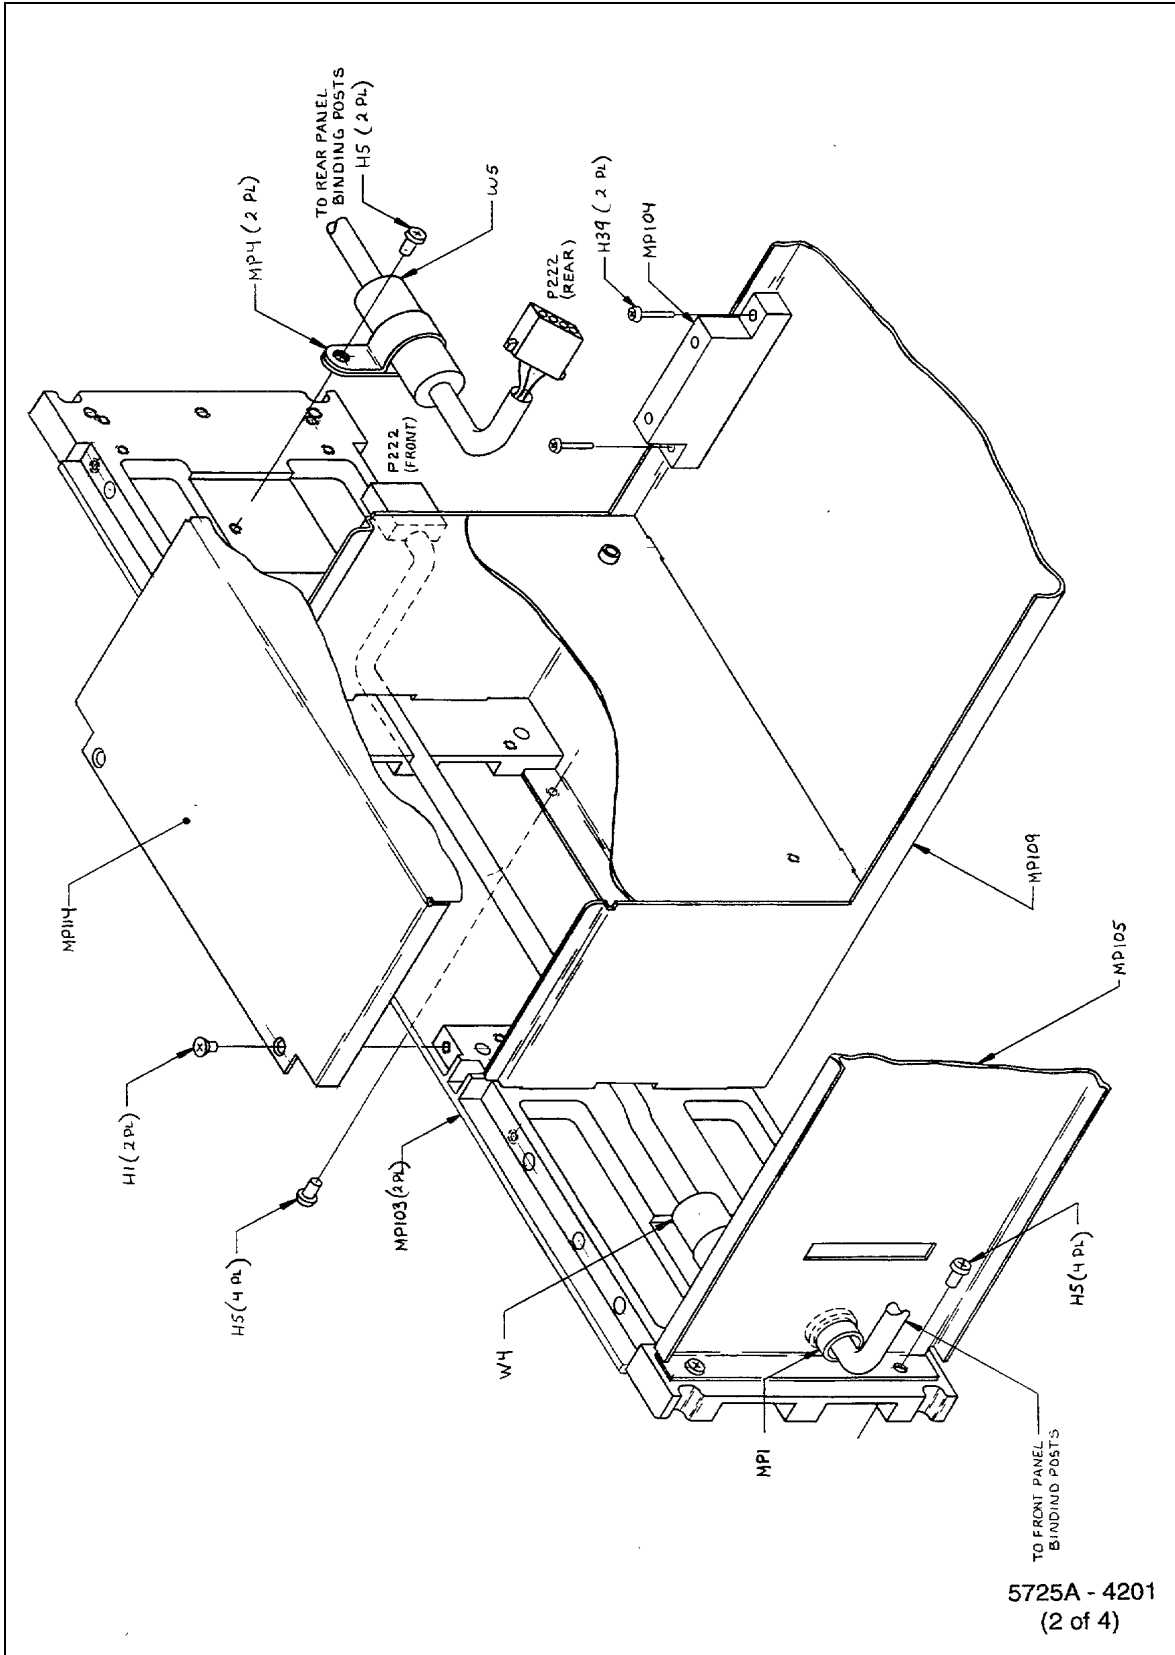 TO REAR PANEL
BINDING POSTS
H5 (2 PL)
MP4 (2 PL)
W5
P222
(REAR)
H39 (2 PL)
MP104
P222
(FRONT)
MP114
H1 (2 PL)
H5 (4 PL)
MP103 (2 PL)
W4
MP109
MP105
H5 (4 PL)
MP1
TO FRONT PANEL
BINDIND POSTS
5725A - 4201
(2 of 4)